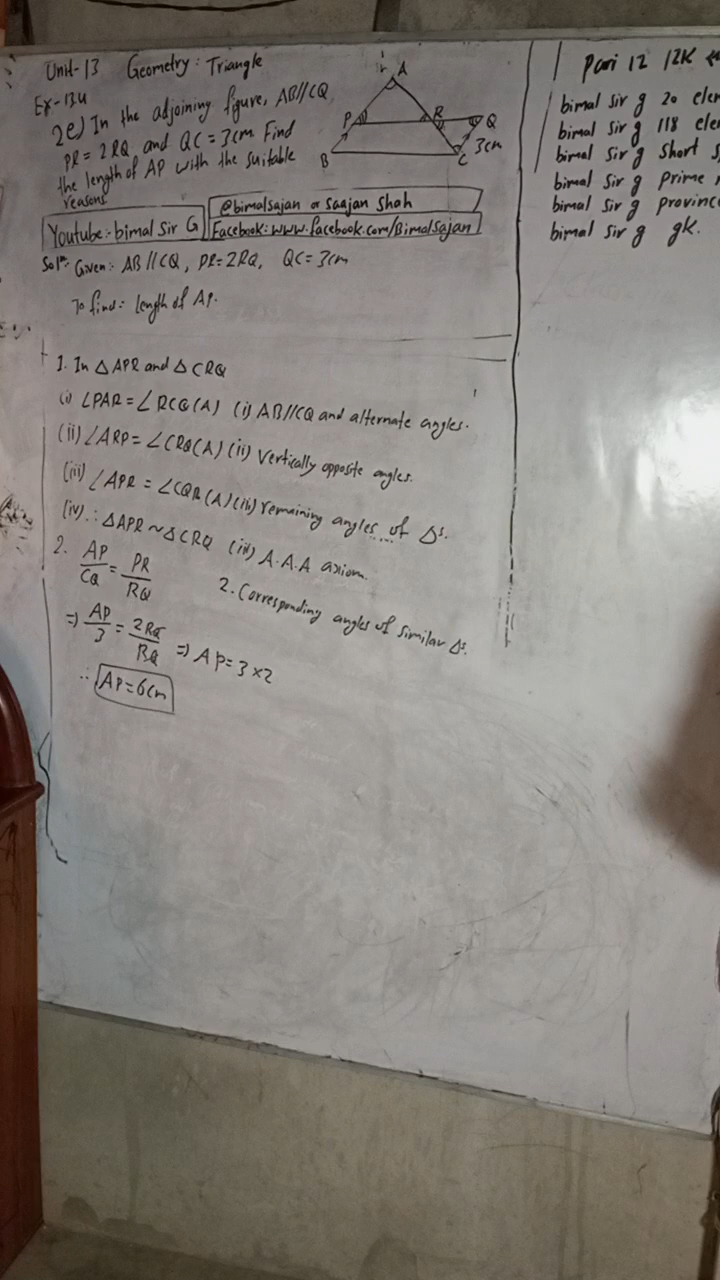 Unit-13 Geometry: Triangle
Ex-13.4
2e) In the adjoining figure, AB//CQ,
PR = 2RQ and QC = 3cm. Find
the length of AP with the suitable
reasons
A
P
R
Q
B
C
3cm
@bimalsajan or saajan shah
Youtube:- bimal sir G
Facebook: www.facebook.com/Bimalsajan
Solⁿ: Given:- AB//CQ, PR=2RQ, QC=3cm
To find:- length of AP.
1. In △APR and △CRQ
(i) ∠PAR=∠RCQ(A) (i) AB//CQ and alternate angles.
(ii) ∠ARP=∠CRQ(A) (ii) Vertically opposite angles.
(iii) ∠APR = ∠CQR(A) (iii) remaining angles of △s.
(iv) ∴ △APR ~ △CRQ (iv) A.A.A axiom.
2. AP/CQ = PR/RQ 2. Corresponding angles of similar △s.
⇒ AP/3 = 2RQ/RQ ⇒ AP=3×2
∴ AP=6cm
Pari 12 12K
bimal sir g 20 elem
bimal sir g 118 elem
bimal sir g Short s
bimal sir g Prime
bimal sir g province
bimal sir g gk.